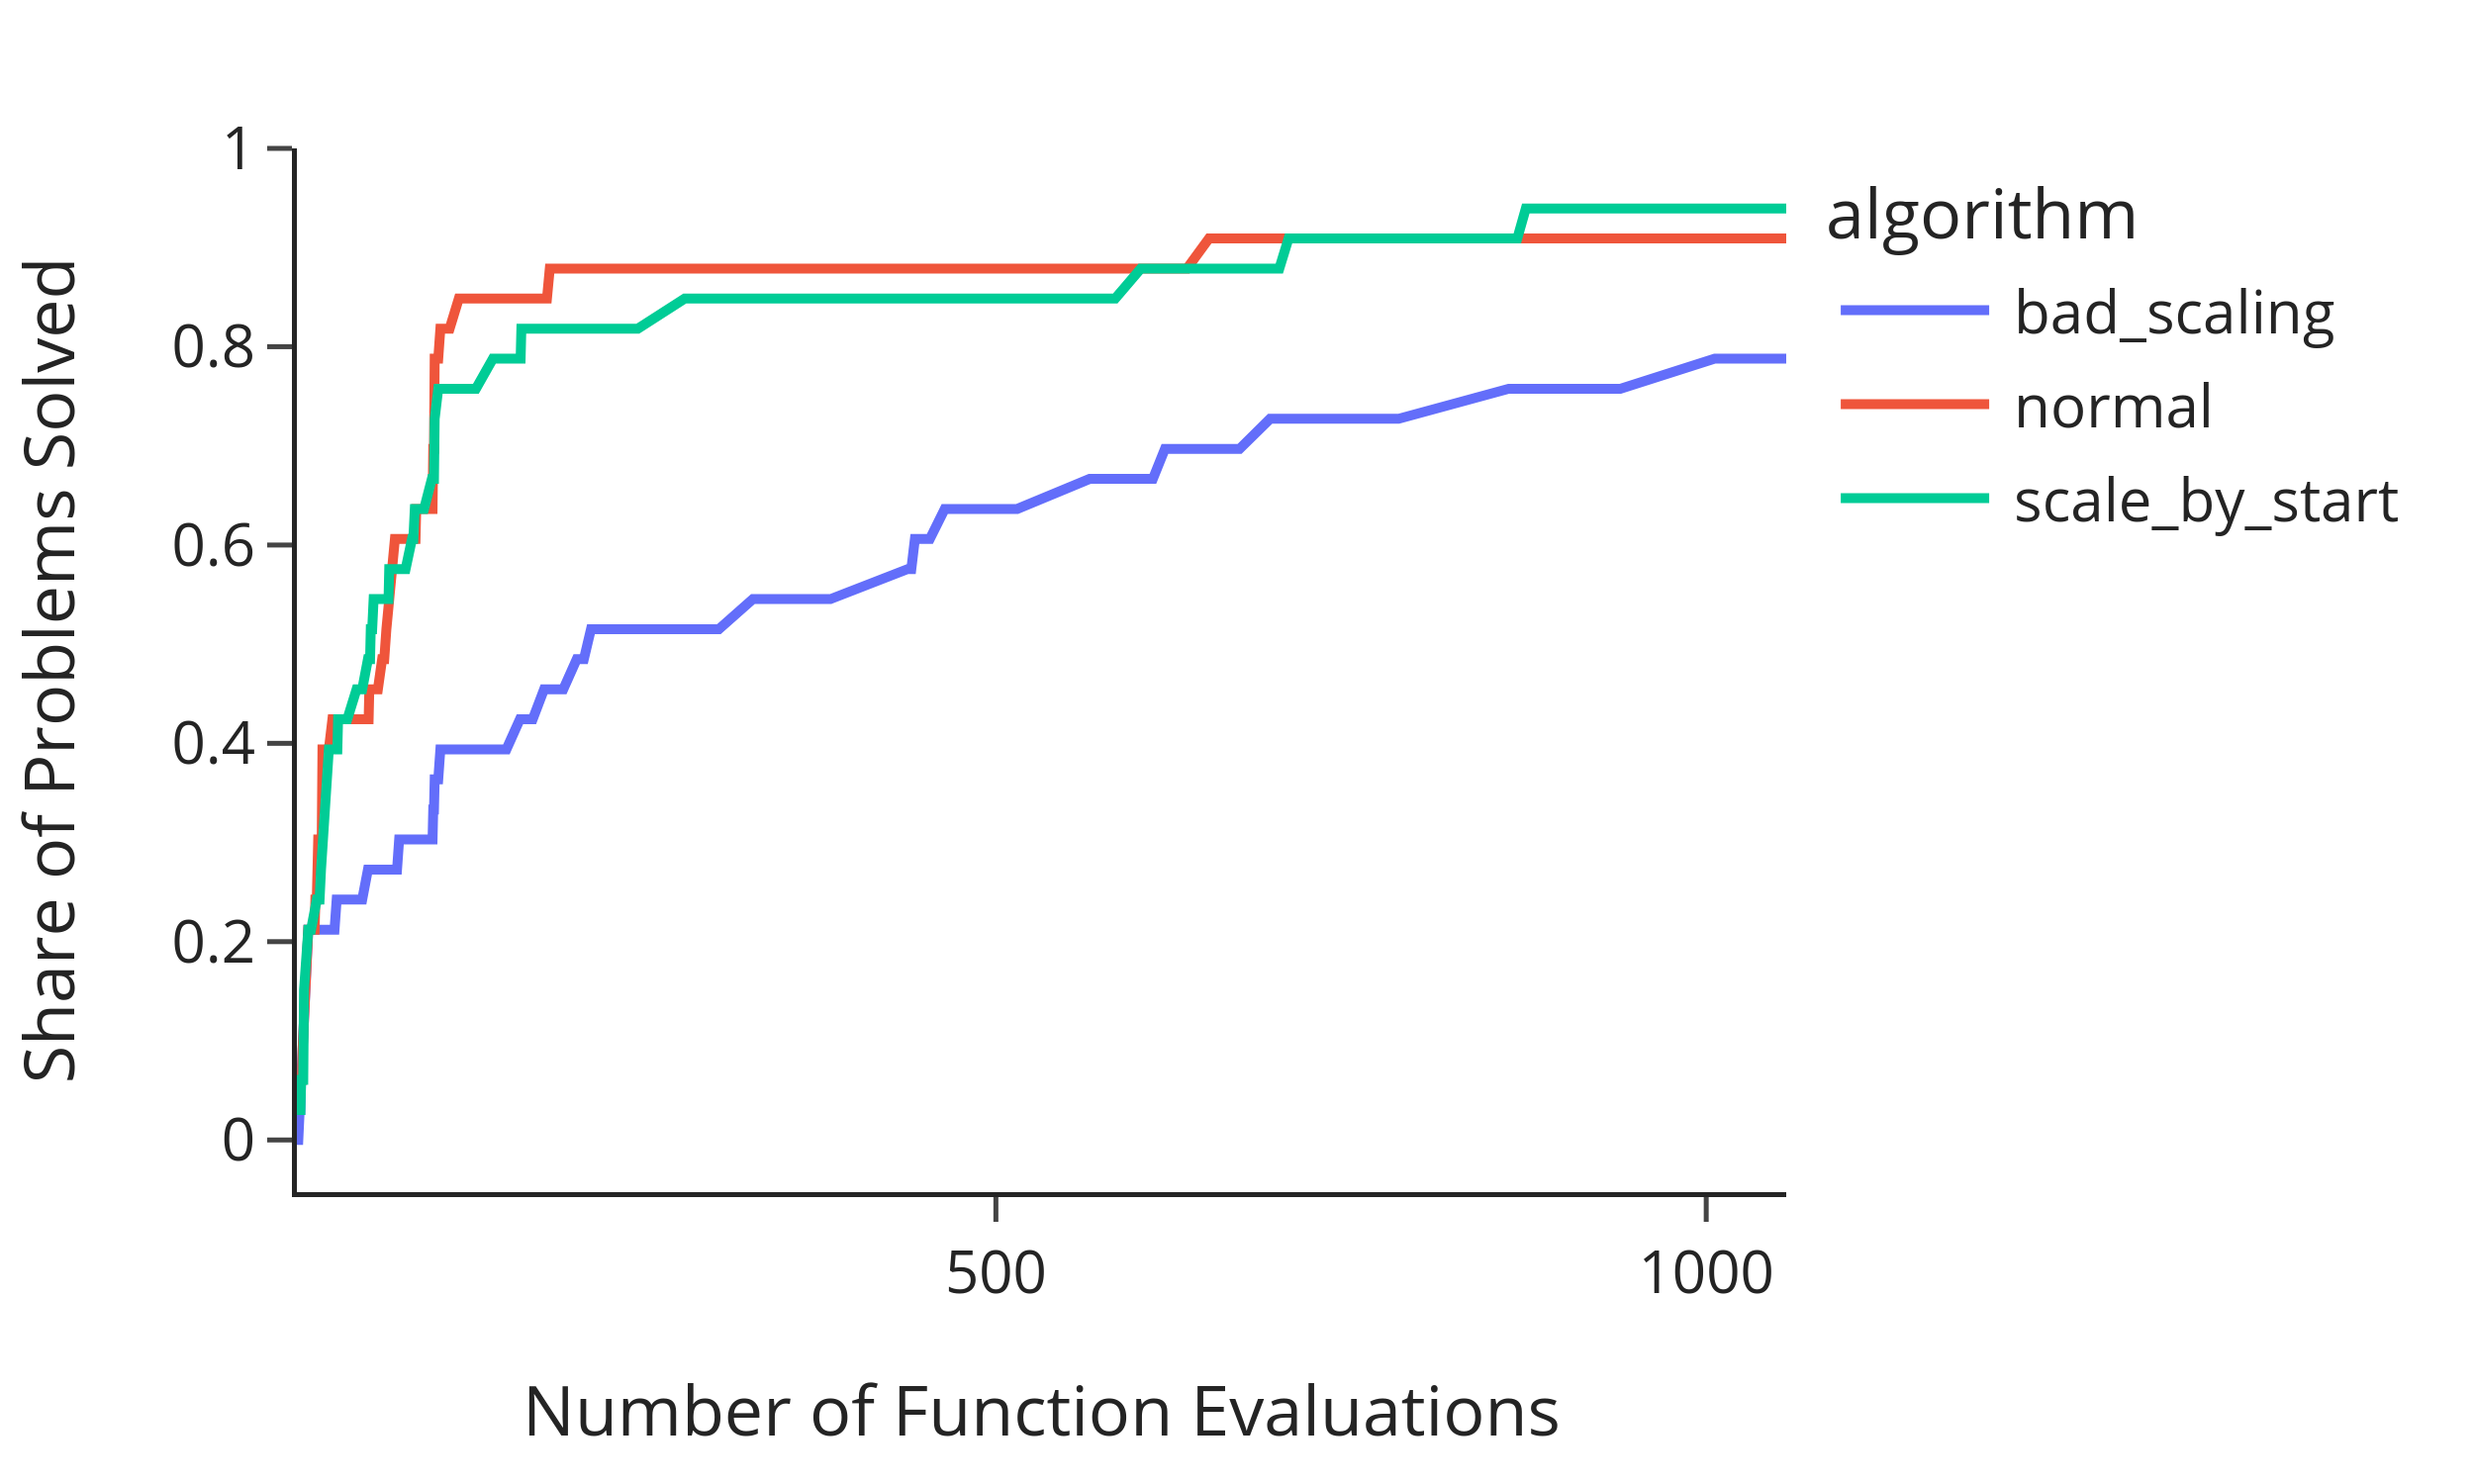 Share of Problems Solved
1
0.8
0.6
0.4
0.2
0
500
1000
Number of Function Evaluations
algorithm
bad_scaling
normal
scale_by_start